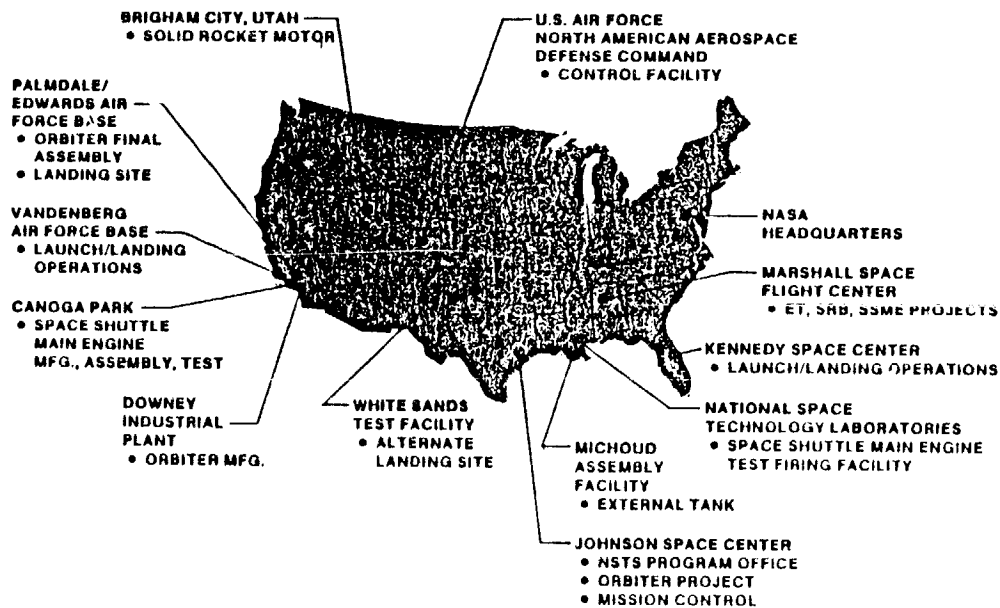 BRIGHAM CITY, UTAH
• SOLID ROCKET MOTOR
U.S. AIR FORCE
NORTH AMERICAN AEROSPACE
DEFENSE COMMAND
• CONTROL FACILITY
PALMDALE/
EDWARDS AIR
FORCE BASE
• ORBITER FINAL
ASSEMBLY
• LANDING SITE
VANDENBERG
AIR FORCE BASE
• LAUNCH/LANDING
OPERATIONS
CANOGA PARK
• SPACE SHUTTLE
MAIN ENGINE
MFG., ASSEMBLY, TEST
DOWNEY
INDUSTRIAL
PLANT
• ORBITER MFG.
WHITE SANDS
TEST FACILITY
• ALTERNATE
LANDING SITE
NASA
HEADQUARTERS
MARSHALL SPACE
FLIGHT CENTER
• ET, SRB, SSME PROJECTS
KENNEDY SPACE CENTER
• LAUNCH/LANDING OPERATIONS
NATIONAL SPACE
TECHNOLOGY LABORATORIES
• SPACE SHUTTLE MAIN ENGINE
TEST FIRING FACILITY
MICHOUD
ASSEMBLY
FACILITY
• EXTERNAL TANK
JOHNSON SPACE CENTER
• NSTS PROGRAM OFFICE
• ORBITER PROJECT
• MISSION CONTROL